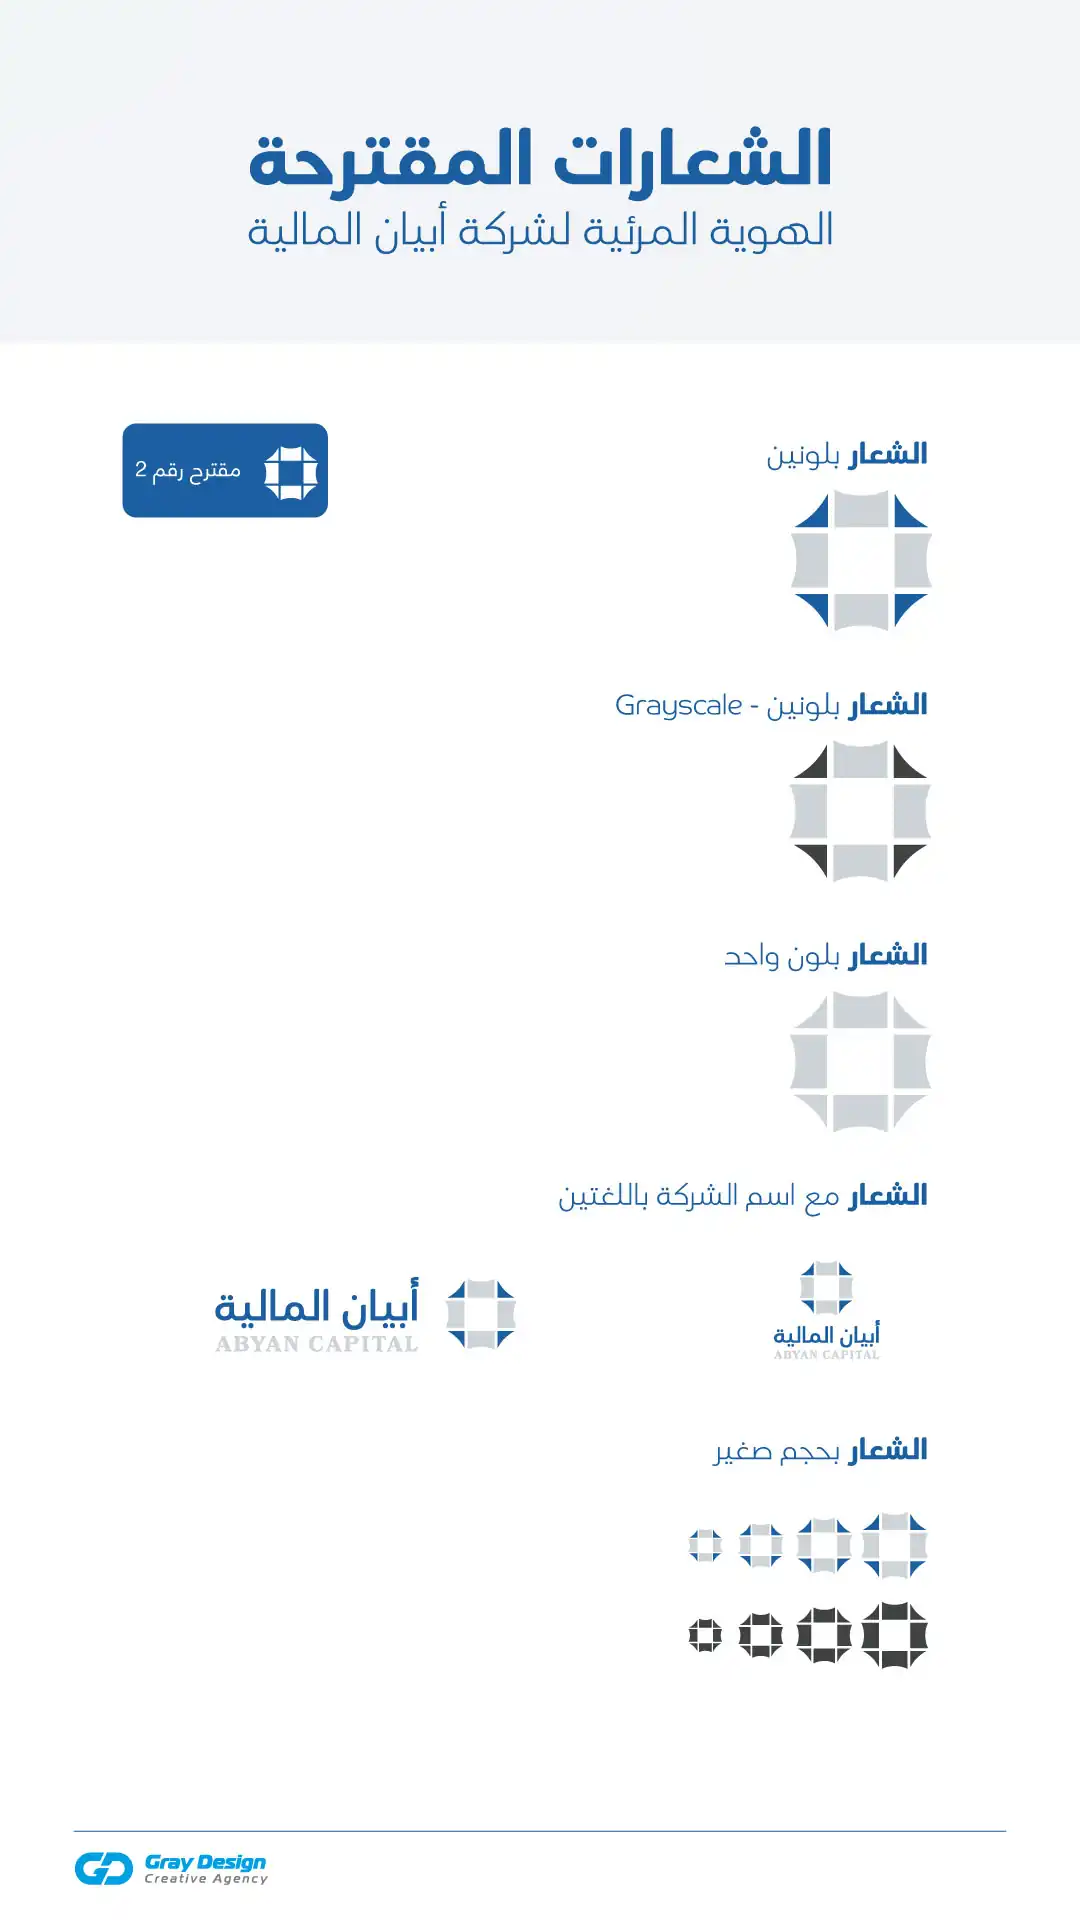 الشعارات المقترحة
الهوية المرئية لشركة أبيان المالية
الشعار بلونين
مقترح رقم 2
الشعار بلونين - Grayscale
الشعار بلون واحد
الشعار مع اسم الشركة باللغتين
أبيان المالية
ABYAN CAPITAL
أبيان المالية
ABYAN CAPITAL
الشعار بحجم صغير
Gray Design
Creative Agency